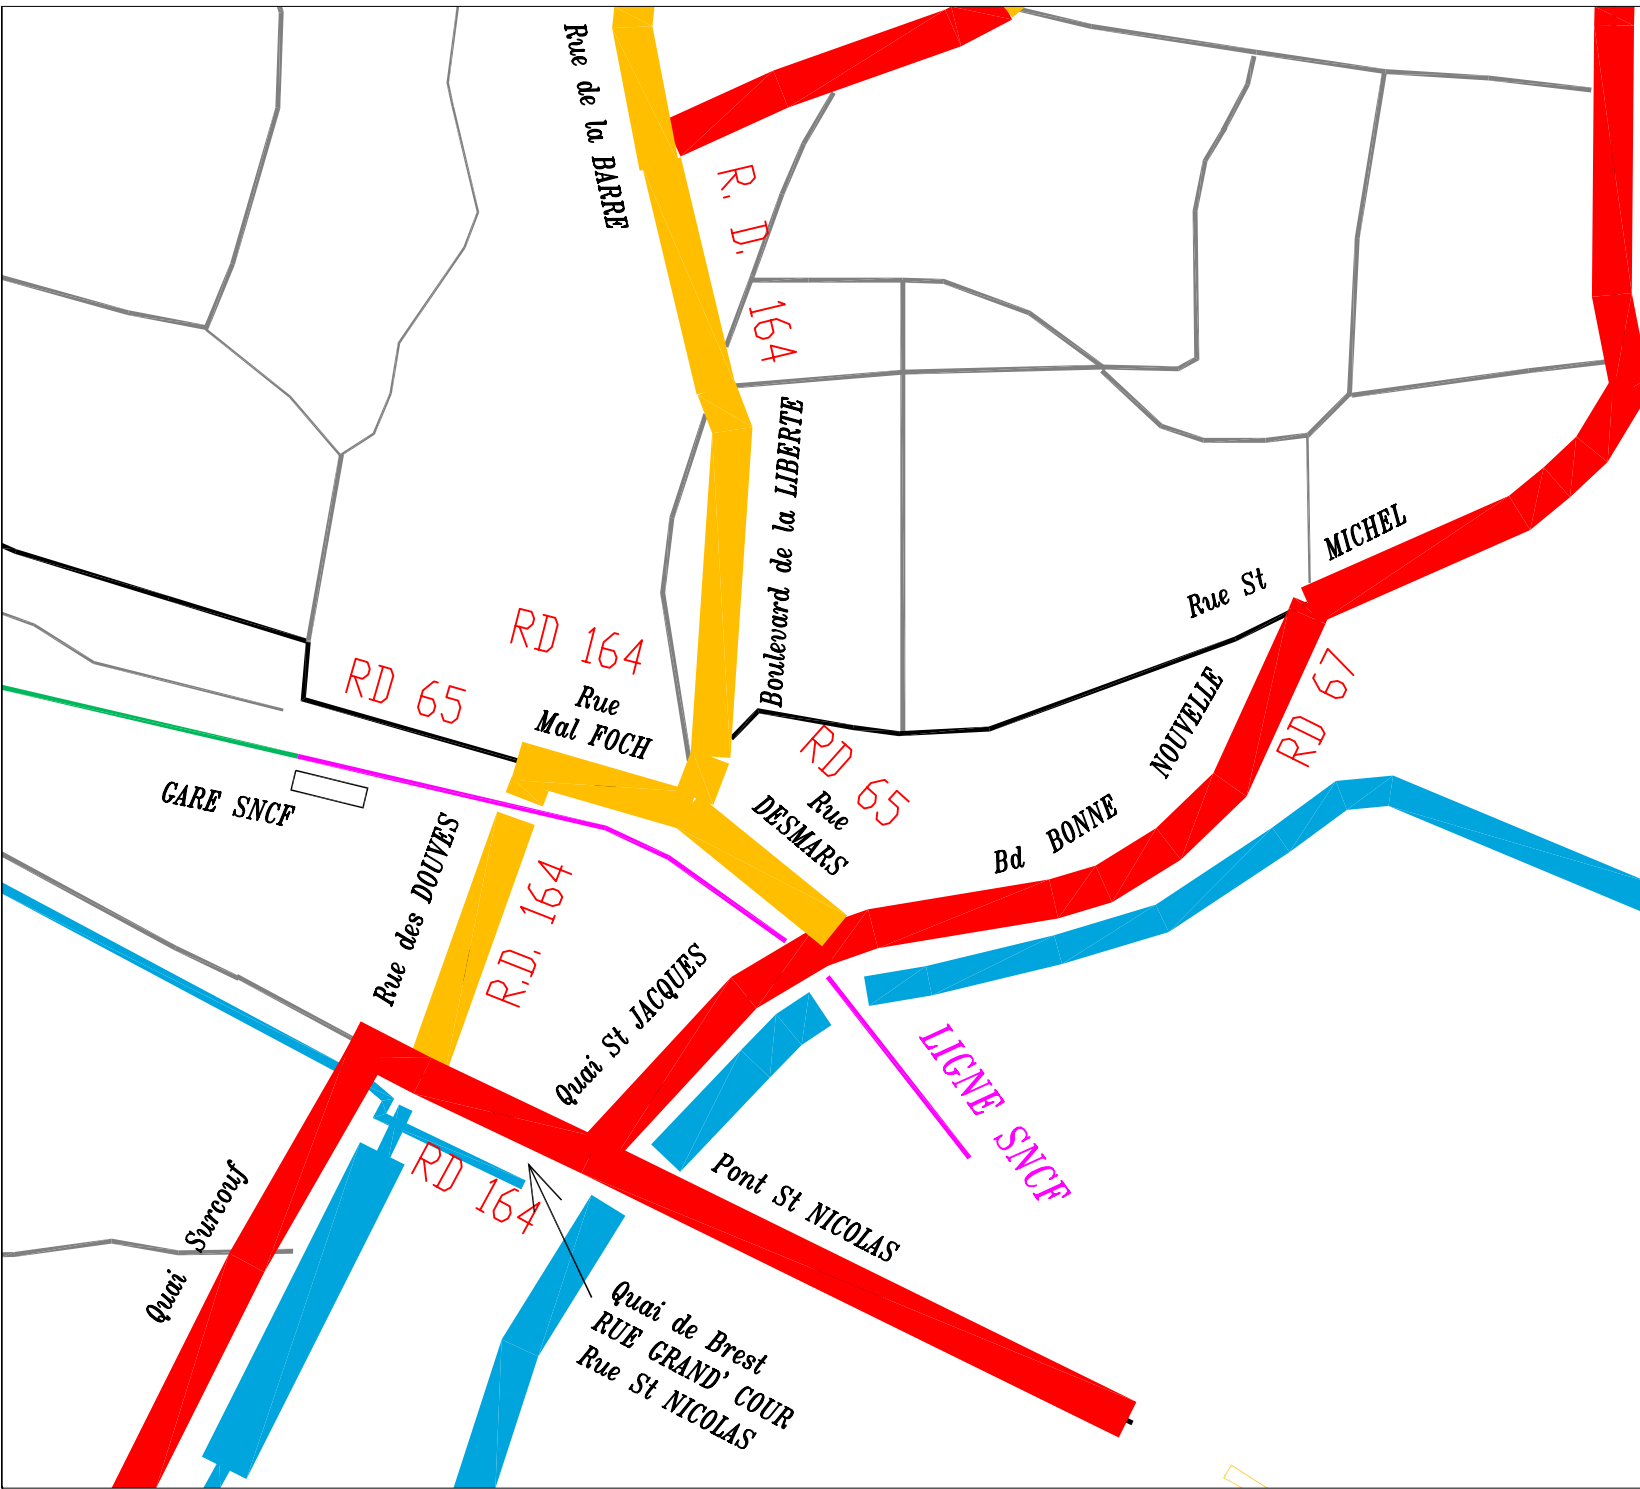 Rue de la BARRE
R. D. 164
Boulevard de la LIBERTE
MICHEL
Rue St
RD 164
RD 65
Rue
Mal FOCH
RD 67
NOUVELLE
RD 65
Rue
DESMARS
GARE SNCF
BONNE
Bd
Rue des DOUVES
R.D. 164
Quai St JACQUES
LIGNE SNCF
RD 164
Pont St NICOLAS
Quai Surcouf
Quai de Brest
RUE GRAND' COUR
Rue St NICOLAS